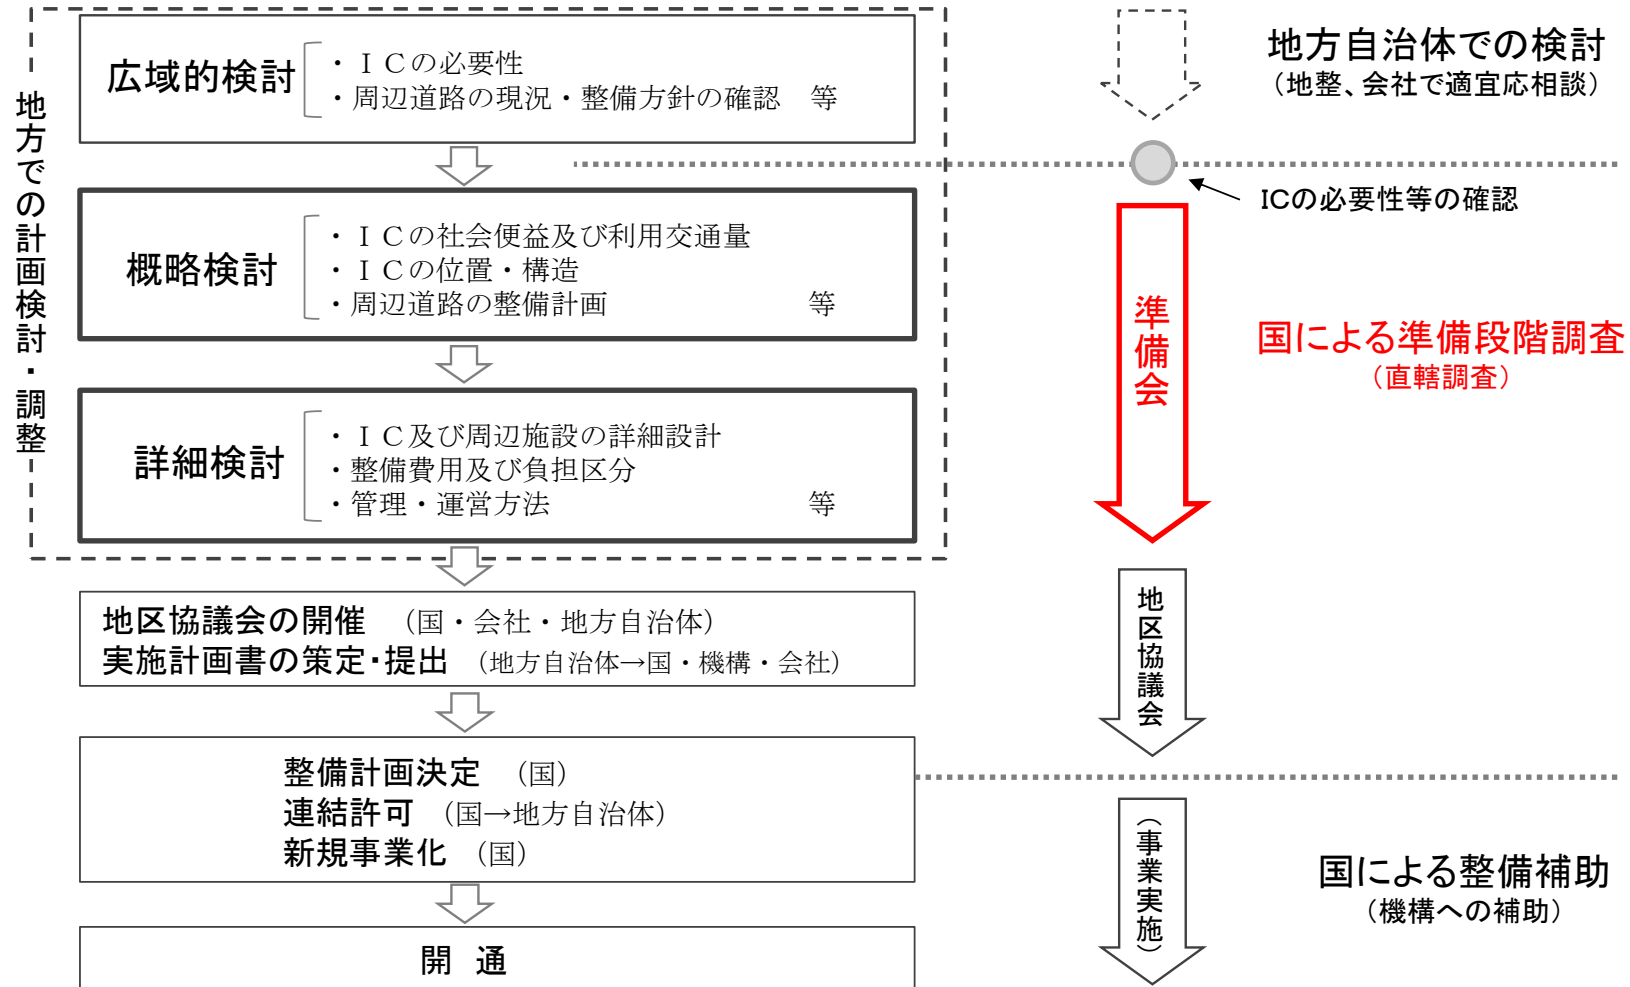 地方での計画検討・調整
広域的検討
・ＩＣの必要性
・周辺道路の現況・整備方針の確認　等
概略検討
・ＩＣの社会便益及び利用交通量
・ＩＣの位置・構造
・周辺道路の整備計画　等
詳細検討
・ＩＣ及び周辺施設の詳細設計
・整備費用及び負担区分
・管理・運営方法　等
地区協議会の開催　（国・会社・地方自治体）
実施計画書の策定・提出　（地方自治体→国・機構・会社）
整備計画決定　（国）
連結許可　（国→地方自治体）
新規事業化　（国）
開　通
地方自治体での検討
（地整、会社で適宜応相談）
ICの必要性等の確認
準備会
国による準備段階調査
（直轄調査）
地区協議会
（事業実施）
国による整備補助
（機構への補助）